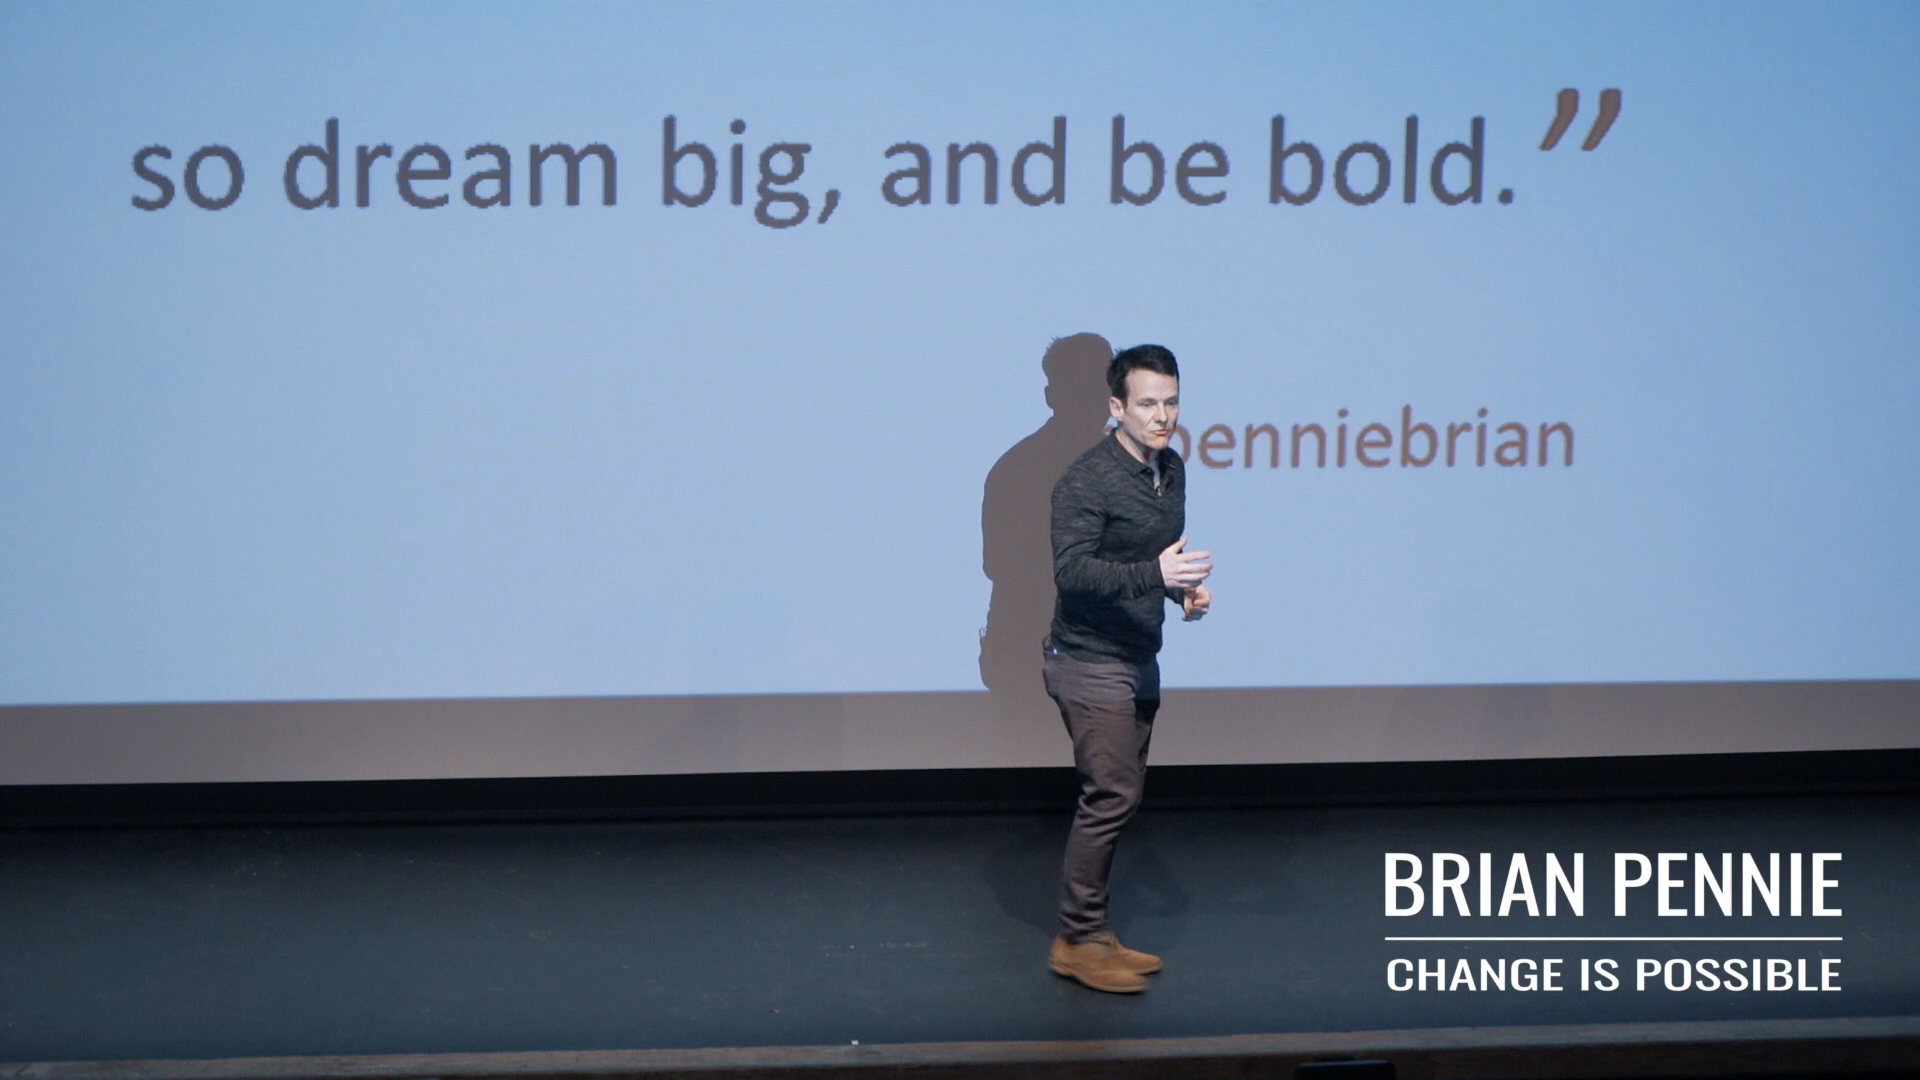 so dream big, and be bold.”
penniebrian
BRIAN PENNIE
CHANGE IS POSSIBLE